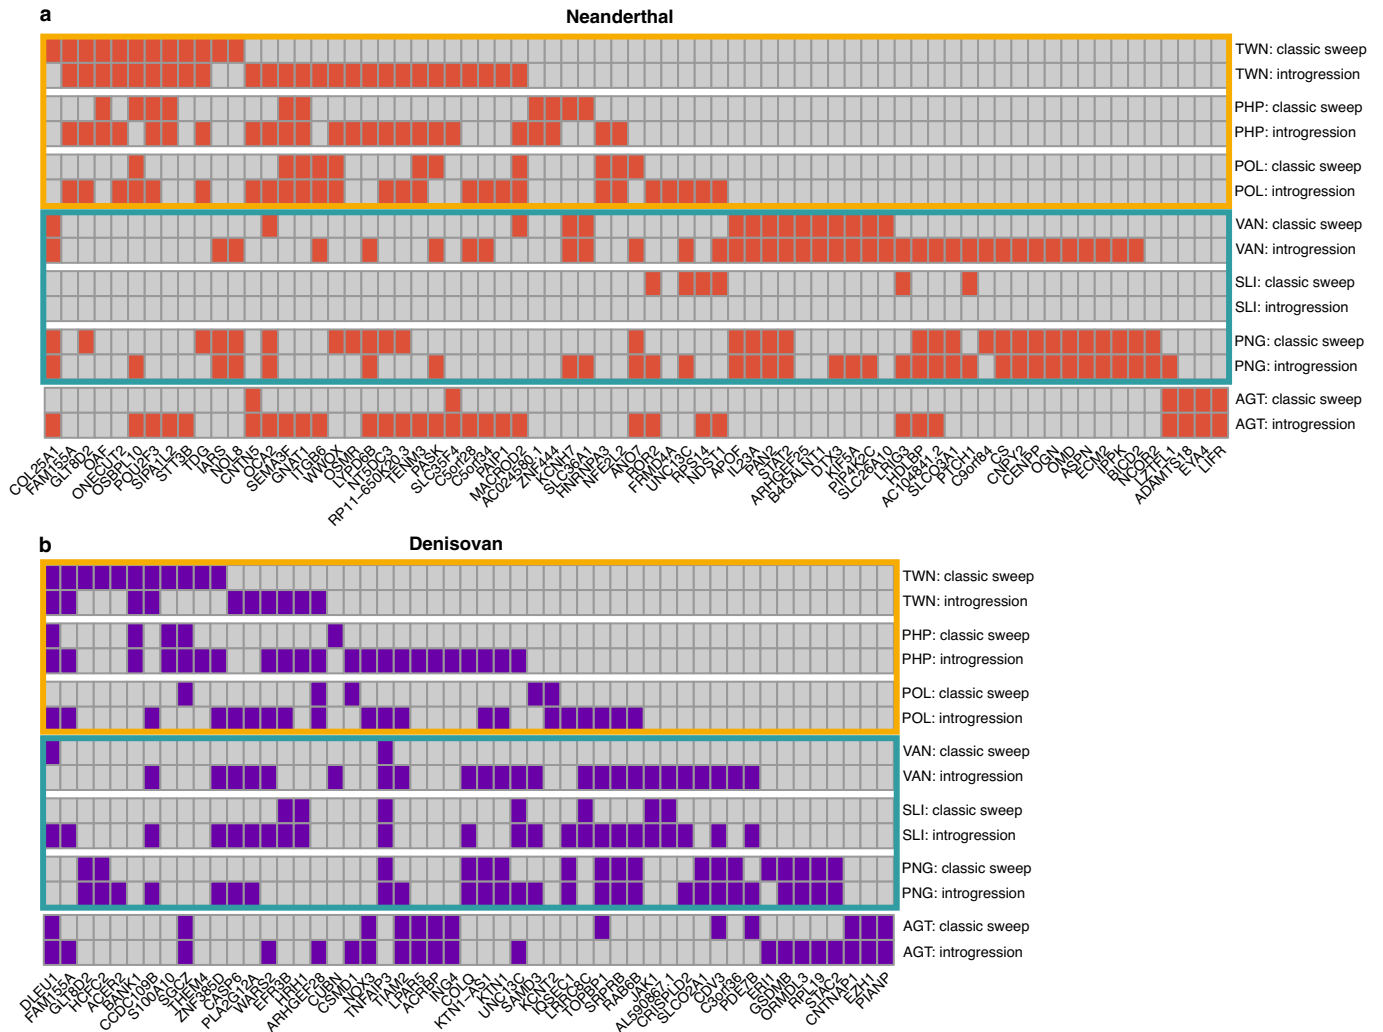 a
Neanderthal
TWN: classic sweep
TWN: introgression
PHP: classic sweep
PHP: introgression
POL: classic sweep
POL: introgression
VAN: classic sweep
VAN: introgression
SLI: classic sweep
SLI: introgression
PNG: classic sweep
PNG: introgression
AGT: classic sweep
AGT: introgression
COL25A1
FAM155A
GLT8D2
OAF
ONECUT2
OSBPL10
POU2F3
SIPA1L2
STT3B
TDG
IARS
NOL8
CNTN5
OCA2
SEMA3F
GNAT1
ITGB6
WWOX
OSMR
LYPD6B
NT5DC3
RP11-650K20.3
TENM3
PASK
SLC35F4
C5orf28
C5orf34
PAIP1
MACROD2
AC024580.1
ZNF444
KCNH7
SLC36A1
HNRNPA3
NFE2L2
ANO7
ROR2
FRMD4A
UNC13C
RPS14
NDST1
APOF
IL23A
PAN2
STAT2
ARHGEF25
B4GALNT1
DTX3
KIF5A
PIP4K2C
SLC26A10
LRIG3
HDLBP
AC104841.2
SLCO3A1
PTCH1
C9orf84
CS
CNPY2
CENPP
OGN
OMD
ASPN
ECM2
IPPK
BICD2
NCOR2
LZTFL1
ADAMTS18
EYA4
LIFR
b
Denisovan
TWN: classic sweep
TWN: introgression
PHP: classic sweep
PHP: introgression
POL: classic sweep
POL: introgression
VAN: classic sweep
VAN: introgression
SLI: classic sweep
SLI: introgression
PNG: classic sweep
PNG: introgression
AGT: classic sweep
AGT: introgression
DLEU1
FAM155A
GLT8D2
HCFC2
ACER2
BANK1
CCDC109B
S100A10
SGCZ
THEM4
ZNF385D
CASP6
PLA2G12A
WARS2
EFR3B
HRH1
ARHGEF28
CUBN
CSMD1
NOX3
TNFAIP3
TIAM2
LPAR5
ACRBP
ING4
COLQ
KTN1-AS1
KTN1
UNC13C
SAMD3
KCNT2
IQSEC1
LRRC8C
TOPBP1
SRPRB
RAB6B
JAK1
AL590867.1
CRISPLD2
SLCO2A1
CDV3
C3orf36
PDE7B
ERI1
GSDMB
ORMDL3
RPL19
STAC2
CNTNAP1
EZH1
PIANP